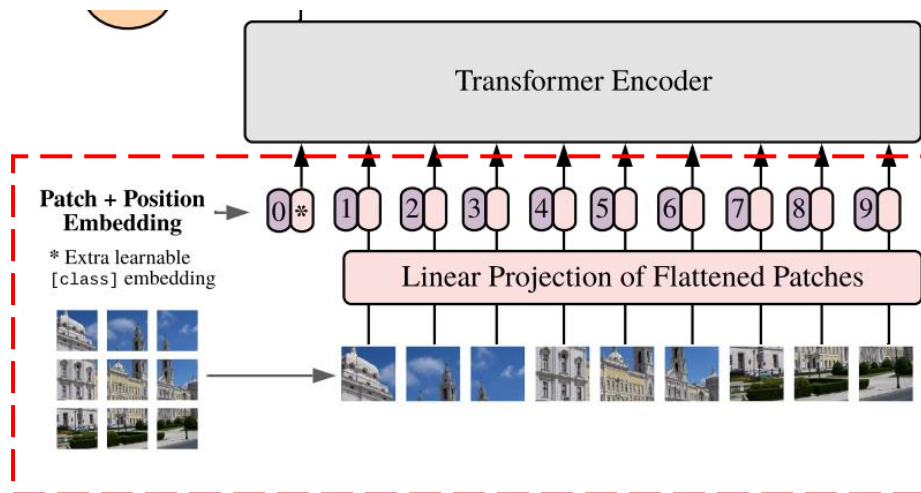 Transformer Encoder
Patch + Position
Embedding
0 * 1 2 3 4 5 6 7 8 9
* Extra learnable
[class] embedding
Linear Projection of Flattened Patches